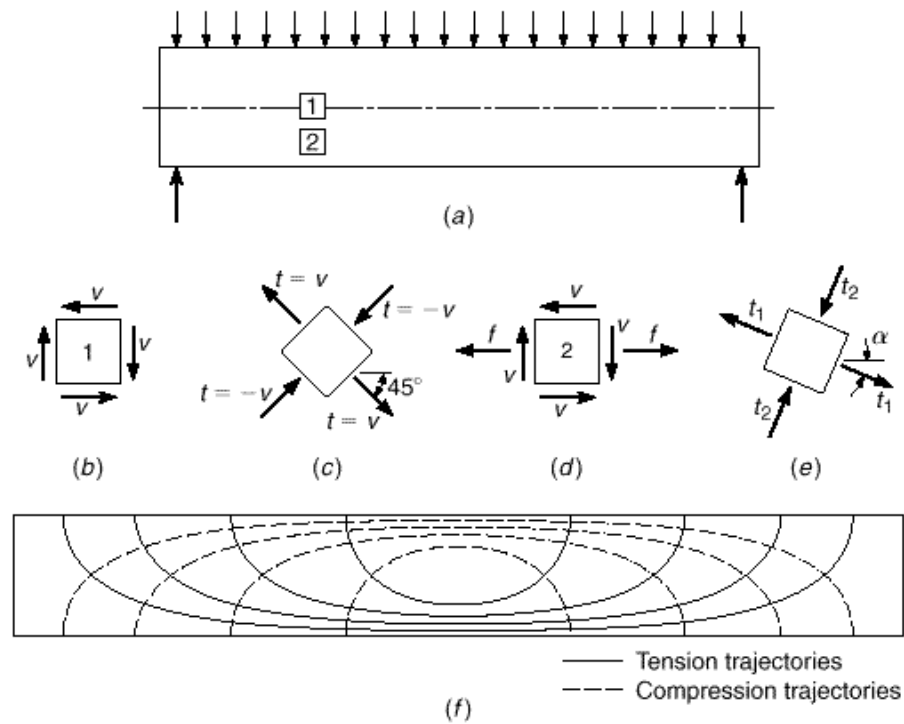 1
2
(a)
v
v
1
v
v
(b)
t = v
t = −v
t = −v
45°
t = v
(c)
v
f
v
2
v
f
v
(d)
t₂
t₁
α
t₂
t₁
(e)
Tension trajectories
Compression trajectories
(f)